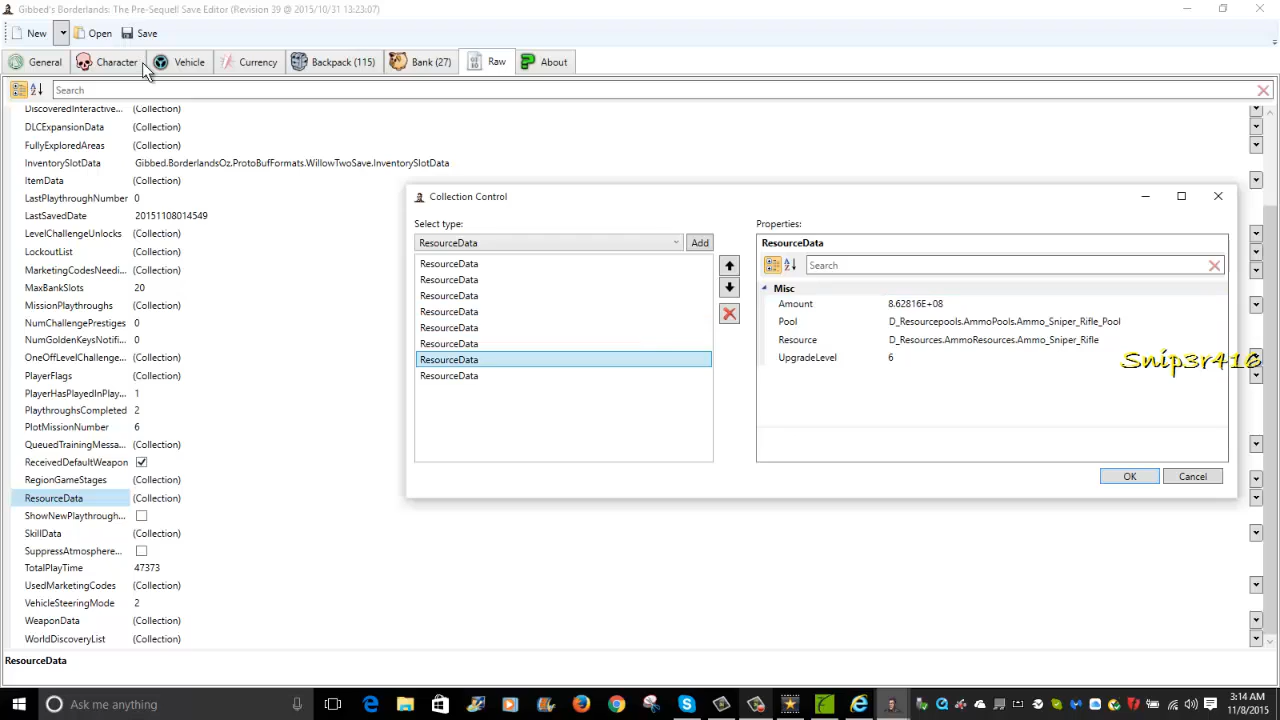 Gibbed's Borderlands: The Pre-Sequel! Save Editor (Revision 39 @ 2015/10/31 13:23:07)
New Open Save
General Character Vehicle Currency Backpack (115) Bank (27) Raw About
Search
DiscoveredInteractive... (Collection)
DLCExpansionData (Collection)
FullyExploredAreas (Collection)
InventorySlotData Gibbed.BorderlandsOz.ProtoBufFormats.WillowTwoSave.InventorySlotData
ItemData (Collection)
LastPlaythroughNumber 0
LastSavedDate 20151108014549
LevelChallengeUnlocks (Collection)
LockoutList (Collection)
MarketingCodesNeedi... (Collection)
MaxBankSlots 20
MissionPlaythroughs (Collection)
NumChallengePrestiges 0
NumGoldenKeysNotifi... 0
OneOffLevelChallenge... (Collection)
PlayerFlags (Collection)
PlayerHasPlayedInPlay... 1
PlaythroughsCompleted 2
PlotMissionNumber 6
QueuedTrainingMessa... (Collection)
ReceivedDefaultWeapon
RegionGameStages (Collection)
ResourceData (Collection)
ShowNewPlaythrough...
SkillData (Collection)
SuppressAtmosphere...
TotalPlayTime 47373
UsedMarketingCodes (Collection)
VehicleSteeringMode 2
WeaponData (Collection)
WorldDiscoveryList (Collection)
ResourceData
Collection Control
Select type:
ResourceData Add
ResourceData
ResourceData
ResourceData
ResourceData
ResourceData
ResourceData
ResourceData
ResourceData
Properties:
ResourceData
Search
Misc
Amount 8.62816E+08
Pool D_Resourcepools.AmmoPools.Ammo_Sniper_Rifle_Pool
Resource D_Resources.AmmoResources.Ammo_Sniper_Rifle
UpgradeLevel 6
OK Cancel
Snip3r416
Ask me anything
3:14 AM
11/8/2015